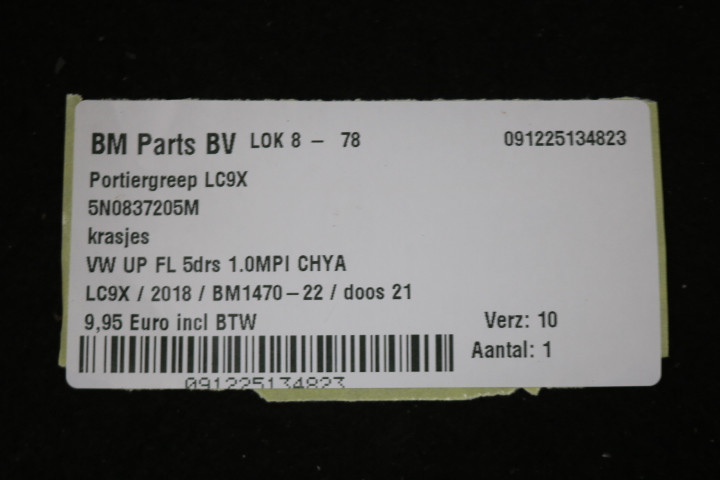 BM Parts BV LOK 8 - 78 091225134823
Portiergreep LC9X
5N0837205M
krasjes
VW UP FL 5drs 1.0MPI CHYA
LC9X / 2018 / BM1470-22 / doos 21
9,95 Euro incl BTW Verz: 10
Aantal: 1
091225134823